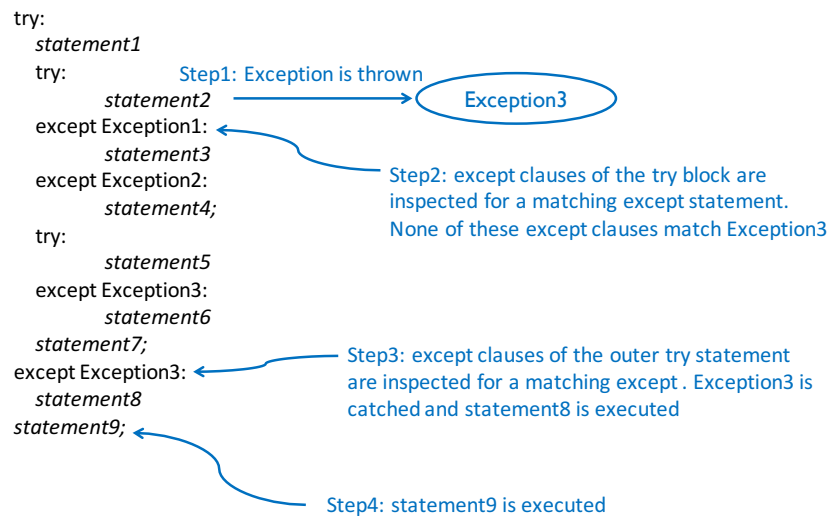 try:
statement1
try:
Step1: Exception is thrown
statement2
Exception3
except Exception1:
statement3
Step2: except clauses of the try block are
inspected for a matching except statement.
None of these except clauses match Exception3
except Exception2:
statement4;
try:
statement5
except Exception3:
statement6
statement7;
Step3: except clauses of the outer try statement
are inspected for a matching except . Exception3 is
catched and statement8 is executed
except Exception3:
statement8
statement9;
Step4: statement9 is executed